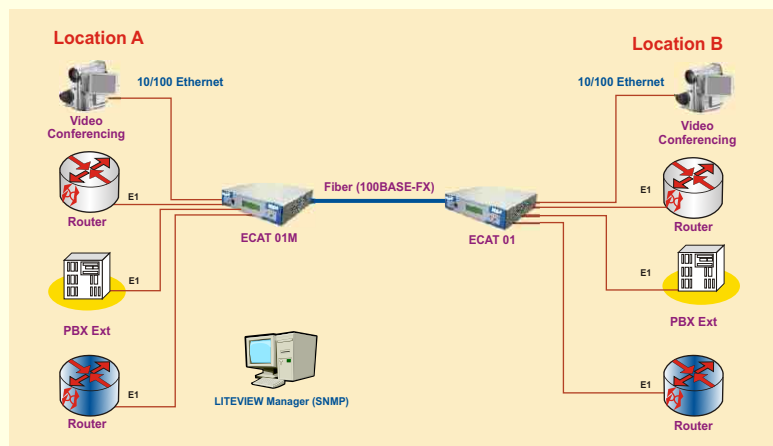 Location A
Location B
10/100 Ethernet
10/100 Ethernet
Video
Conferencing
Video
Conferencing
Fiber (100BASE-FX)
E1
E1
Router
Router
ECAT 01M
ECAT 01
E1
E1
PBX Ext
PBX Ext
E1
E1
LITEVIEW Manager (SNMP)
Router
Router